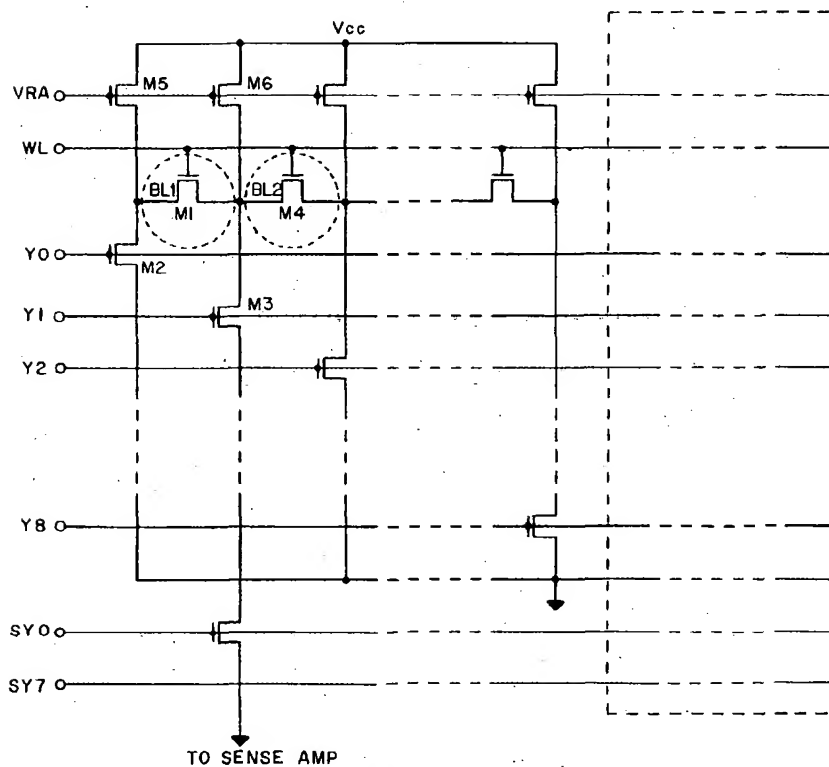 Vcc
VRA
M5
M6
WL
BL1
BL2
M1
M4
Y0
M2
Y1
M3
Y2
Y8
SY0
SY7
TO SENSE AMP